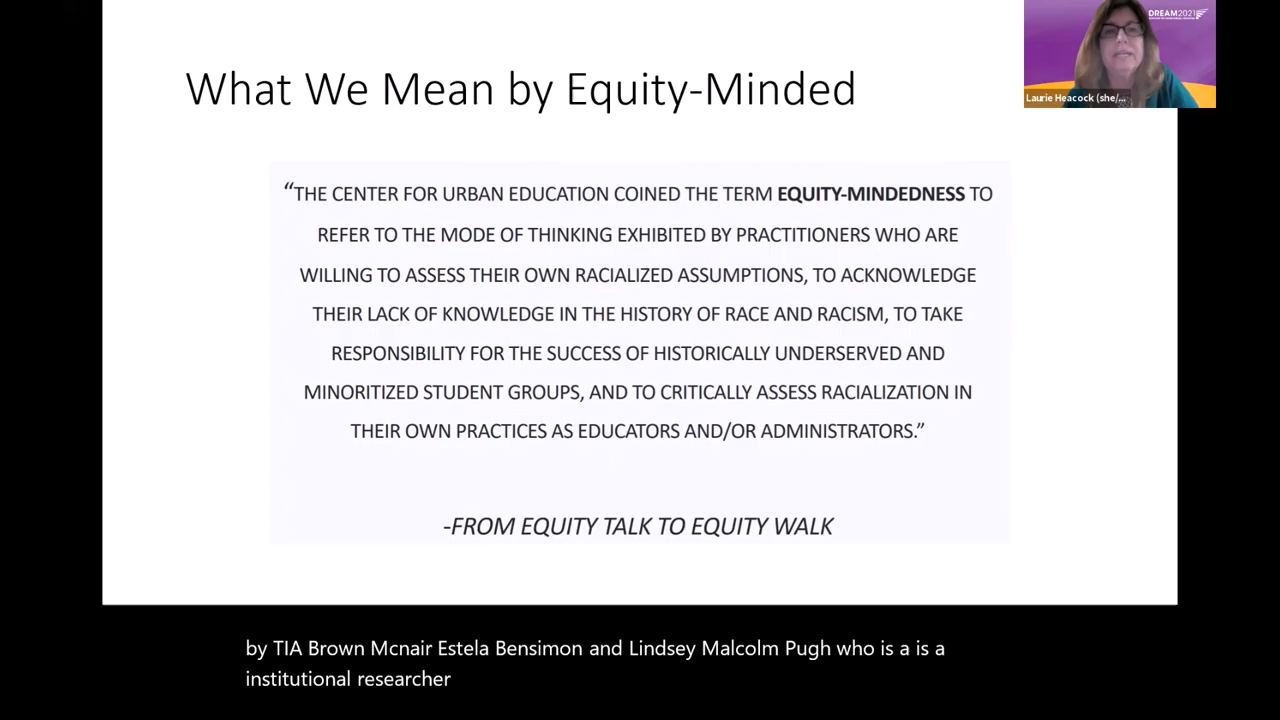 What We Mean by Equity-Minded
DREAM2021
Laurie Heacock (she/...
“THE CENTER FOR URBAN EDUCATION COINED THE TERM EQUITY-MINDEDNESS TO
REFER TO THE MODE OF THINKING EXHIBITED BY PRACTITIONERS WHO ARE
WILLING TO ASSESS THEIR OWN RACIALIZED ASSUMPTIONS, TO ACKNOWLEDGE
THEIR LACK OF KNOWLEDGE IN THE HISTORY OF RACE AND RACISM, TO TAKE
RESPONSIBILITY FOR THE SUCCESS OF HISTORICALLY UNDERSERVED AND
MINORITIZED STUDENT GROUPS, AND TO CRITICALLY ASSESS RACIALIZATION IN
THEIR OWN PRACTICES AS EDUCATORS AND/OR ADMINISTRATORS.”
-FROM EQUITY TALK TO EQUITY WALK
by TIA Brown Mcnair Estela Bensimon and Lindsey Malcolm Pugh who is a is a
institutional researcher